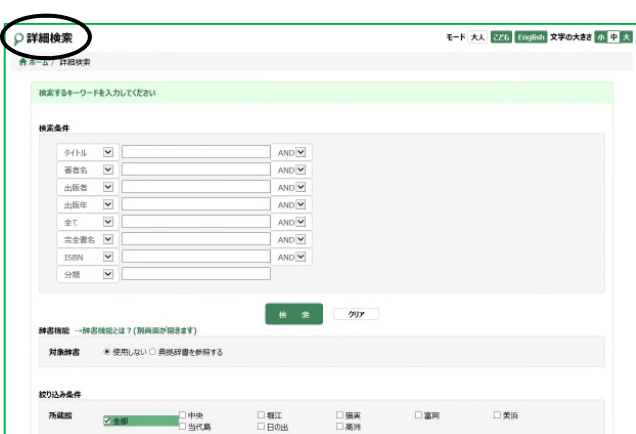 詳細検索
モード 大人 こども English 文字の大きさ 小 中 大
ホーム / 詳細検索
検索するキーワードを入力してください
検索条件
タイトル AND
著者名 AND
出版者 AND
出版年 AND
全て AND
完全書名 AND
ISBN AND
分類
検 索 クリア
辞書機能 →辞書機能とは？(別画面が開きます)
対象辞書 使用しない 典拠辞書を参照する
絞り込み条件
所蔵館 全部 中央 堀江 猫実 富岡 美浜
当代島 日の出 高洲